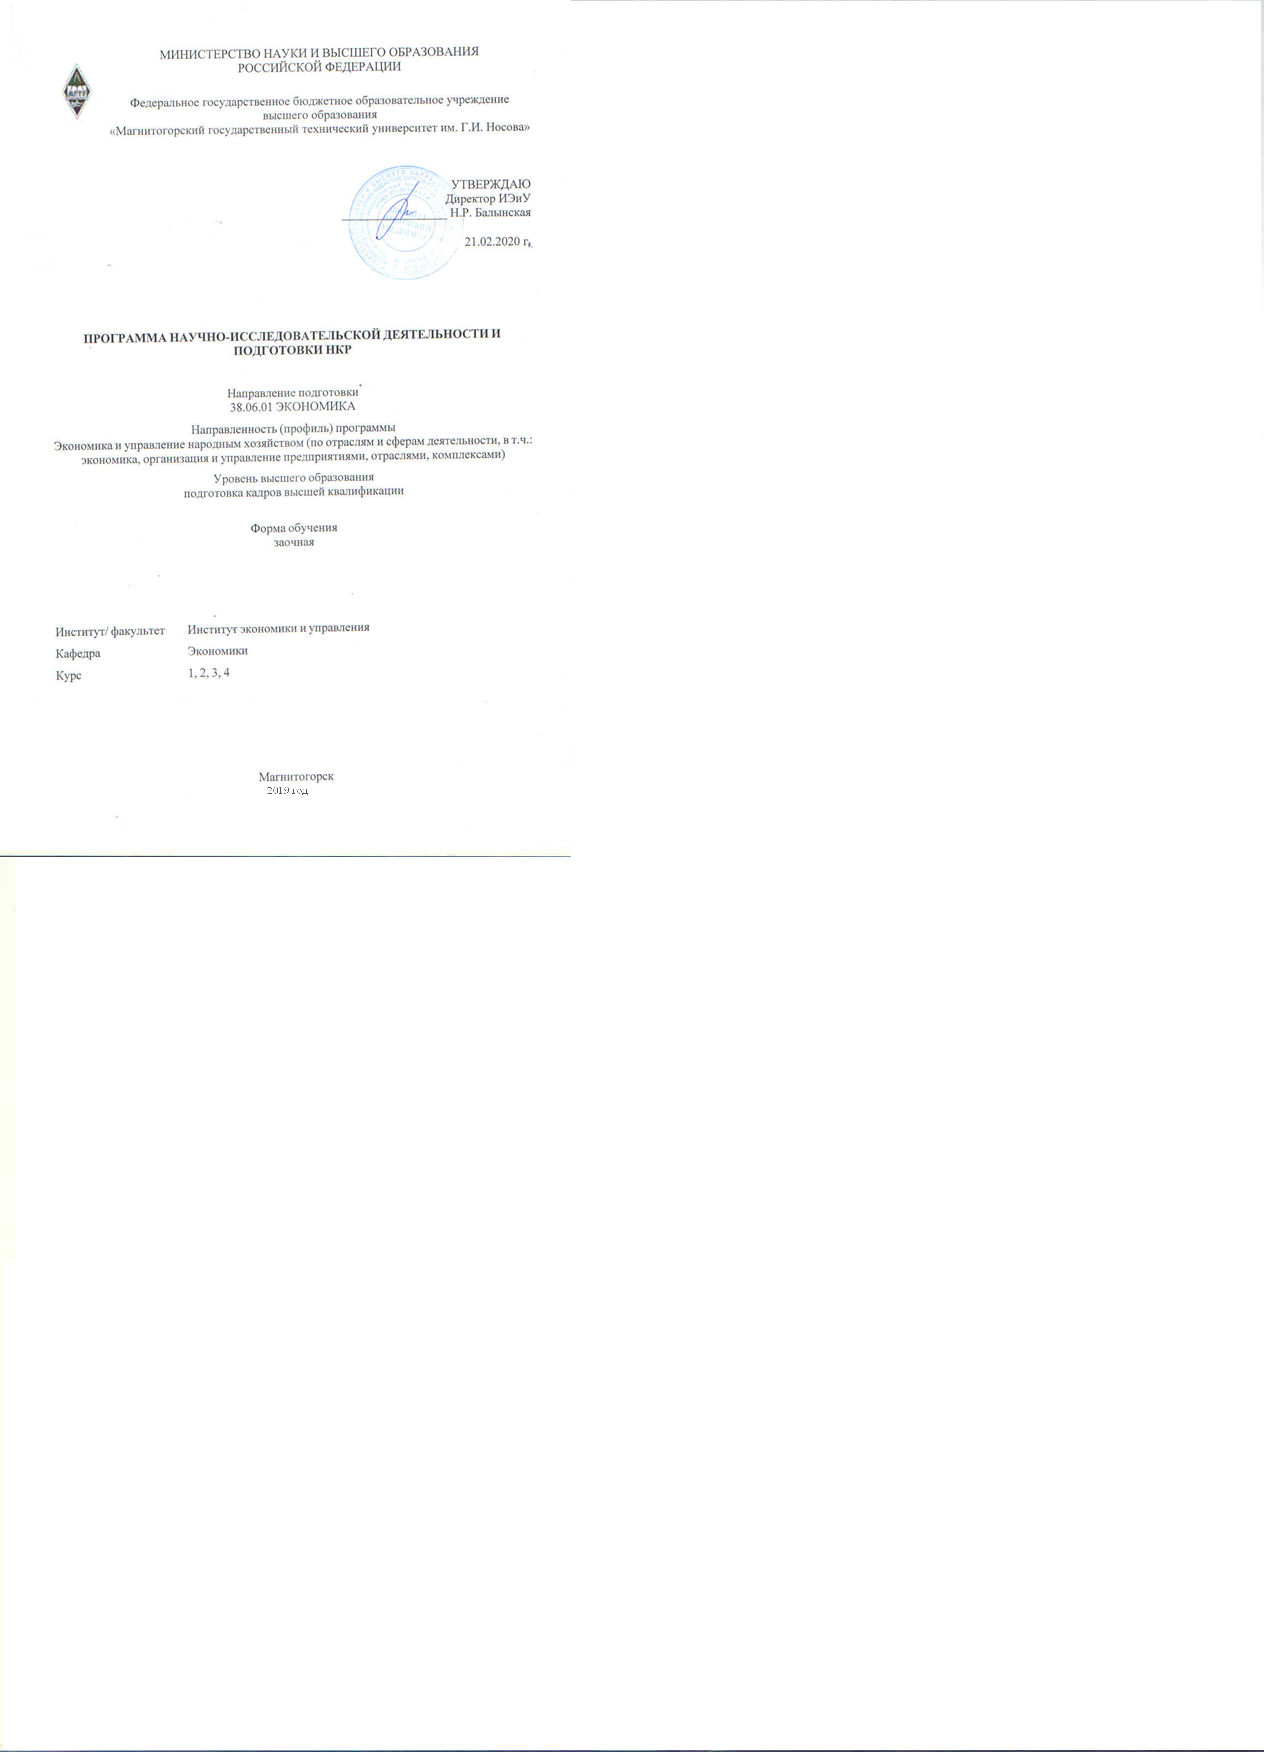 МИНИСТЕРСТВО НАУКИ И ВЫСШЕГО ОБРАЗОВАНИЯ
РОССИЙСКОЙ ФЕДЕРАЦИИ
Федеральное государственное бюджетное образовательное учреждение
высшего образования
«Магнитогорский государственный технический университет им. Г.И. Носова»
УТВЕРЖДАЮ
Директор ИЭиУ
Н.Р. Балынская
21.02.2020 г.
ПРОГРАММА НАУЧНО-ИССЛЕДОВАТЕЛЬСКОЙ ДЕЯТЕЛЬНОСТИ И
ПОДГОТОВКИ НКР
Направление подготовки
38.06.01 ЭКОНОМИКА
Направленность (профиль) программы
Экономика и управление народным хозяйством (по отраслям и сферам деятельности, в т.ч.:
экономика, организация и управление предприятиями, отраслями, комплексами)
Уровень высшего образования
подготовка кадров высшей квалификации
Форма обучения
заочная
Институт/ факультет Институт экономики и управления
Кафедра Экономики
Курс 1, 2, 3, 4
Магнитогорск
2019 год